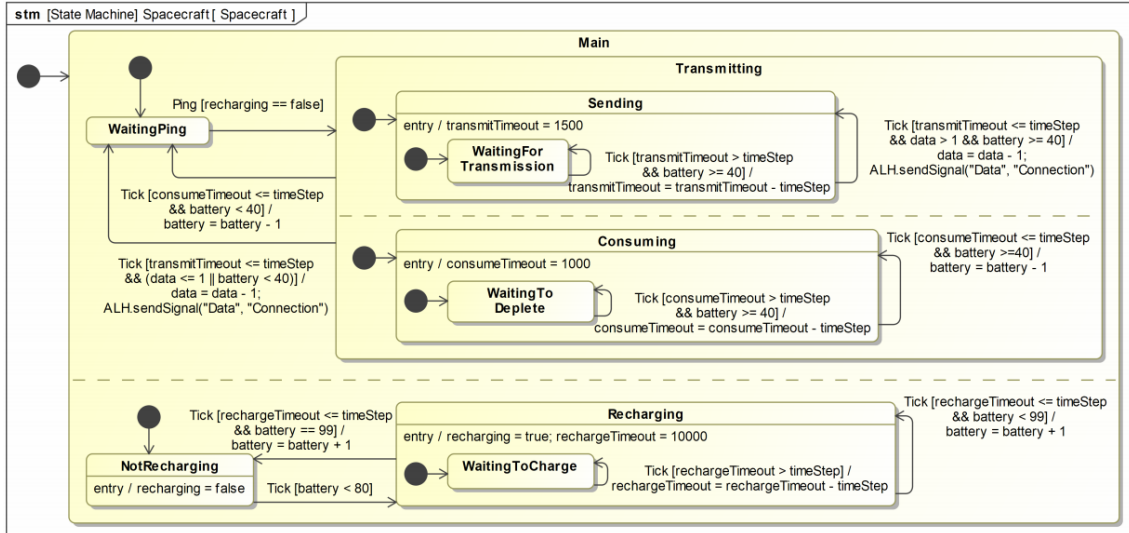 stm [State Machine] Spacecraft[ Spacecraft ]
Main
Transmitting
Ping [recharging == false]
WaitingPing
Sending
entry / transmitTimeout = 1500
WaitingFor
Transmission
Tick [transmitTimeout > timeStep
&& battery >= 40] /
transmitTimeout = transmitTimeout - timeStep
Tick [transmitTimeout <= timeStep
&& data > 1 && battery >= 40] /
data = data - 1;
ALH.sendSignal("Data", "Connection")
Tick [consumeTimeout <= timeStep
&& battery < 40] /
battery = battery - 1
Tick [transmitTimeout <= timeStep
&& (data <= 1 || battery < 40)] /
data = data - 1;
ALH.sendSignal("Data", "Connection")
Consuming
entry / consumeTimeout = 1000
WaitingTo
Deplete
Tick [consumeTimeout > timeStep
&& battery >= 40] /
consumeTimeout = consumeTimeout - timeStep
Tick [consumeTimeout <= timeStep
&& battery >=40] /
battery = battery - 1
Tick [rechargeTimeout <= timeStep
&& battery == 99] /
battery = battery + 1
NotRecharging
entry / recharging = false
Tick [battery < 80]
Recharging
entry / recharging = true; rechargeTimeout = 10000
WaitingToCharge
Tick [rechargeTimeout > timeStep] /
rechargeTimeout = rechargeTimeout - timeStep
Tick [rechargeTimeout <= timeStep
&& battery < 99] /
battery = battery + 1